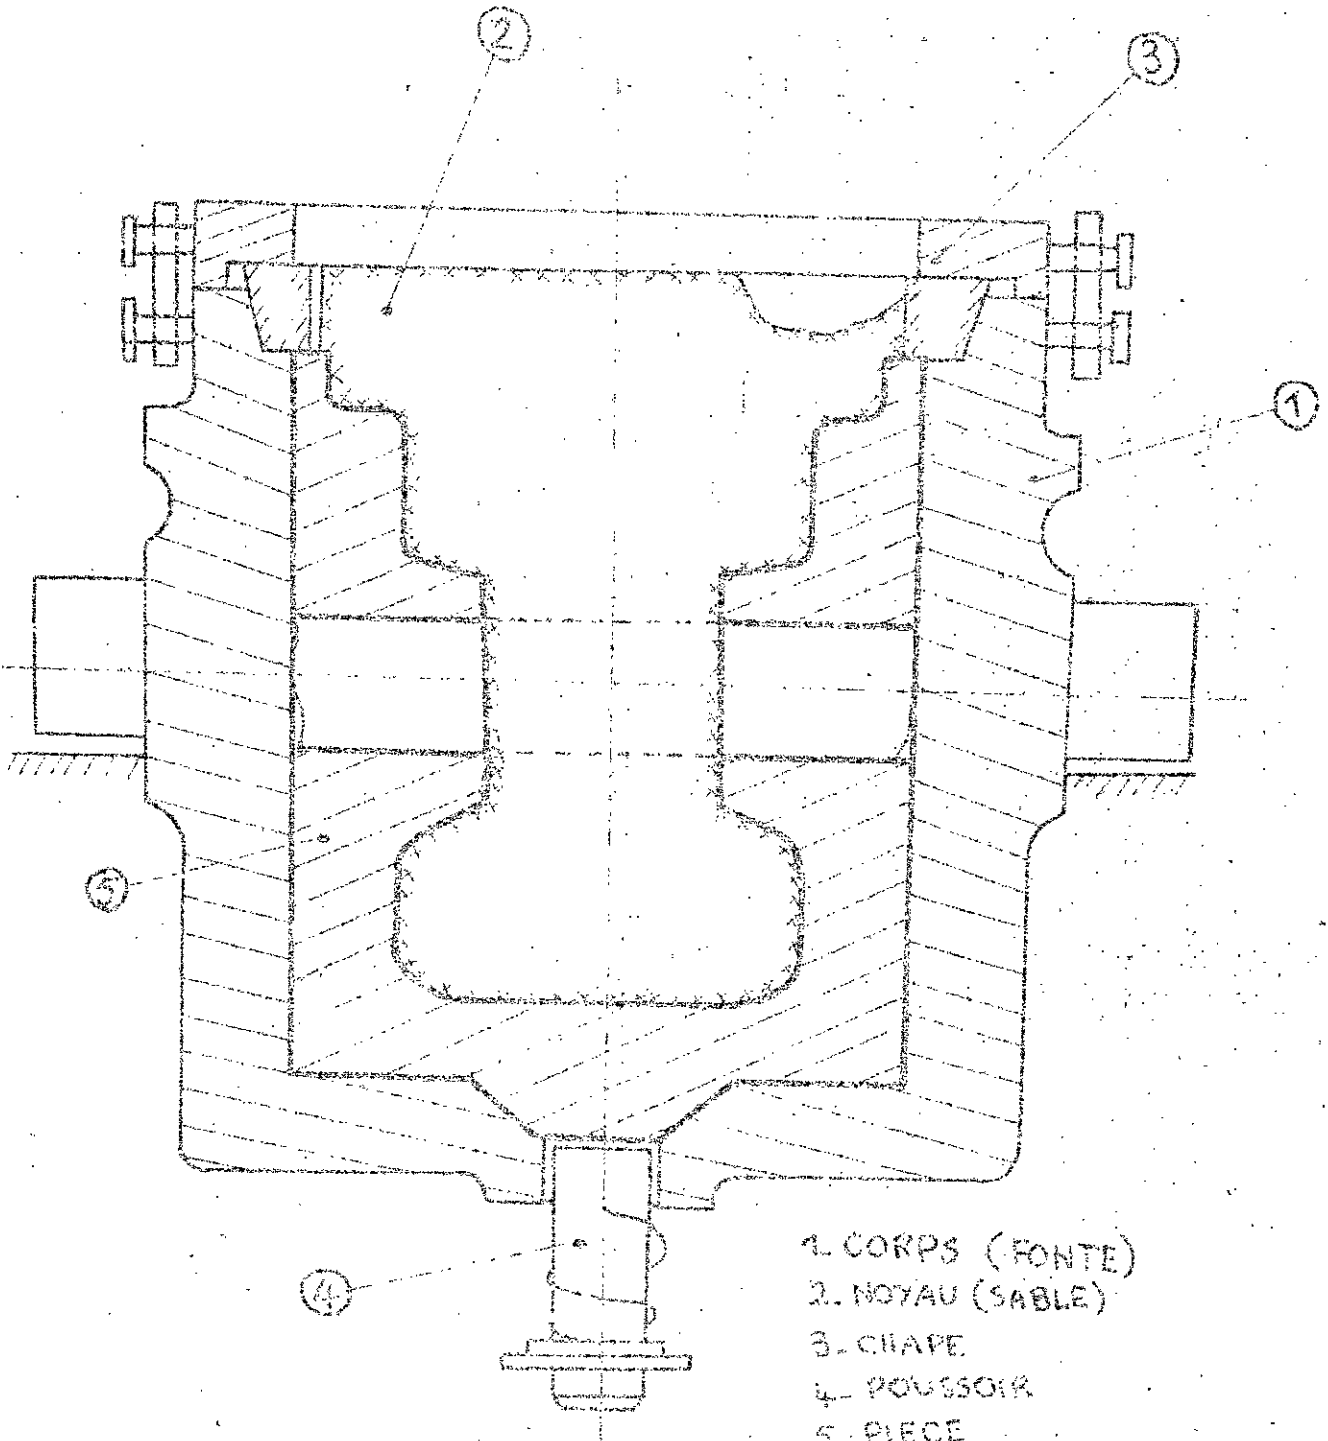 2
3
1
5
4
1. CORPS (FONTE)
2. NOYAU (SABLE)
3. CHAPE
4. POUSSOIR
5. PIECE